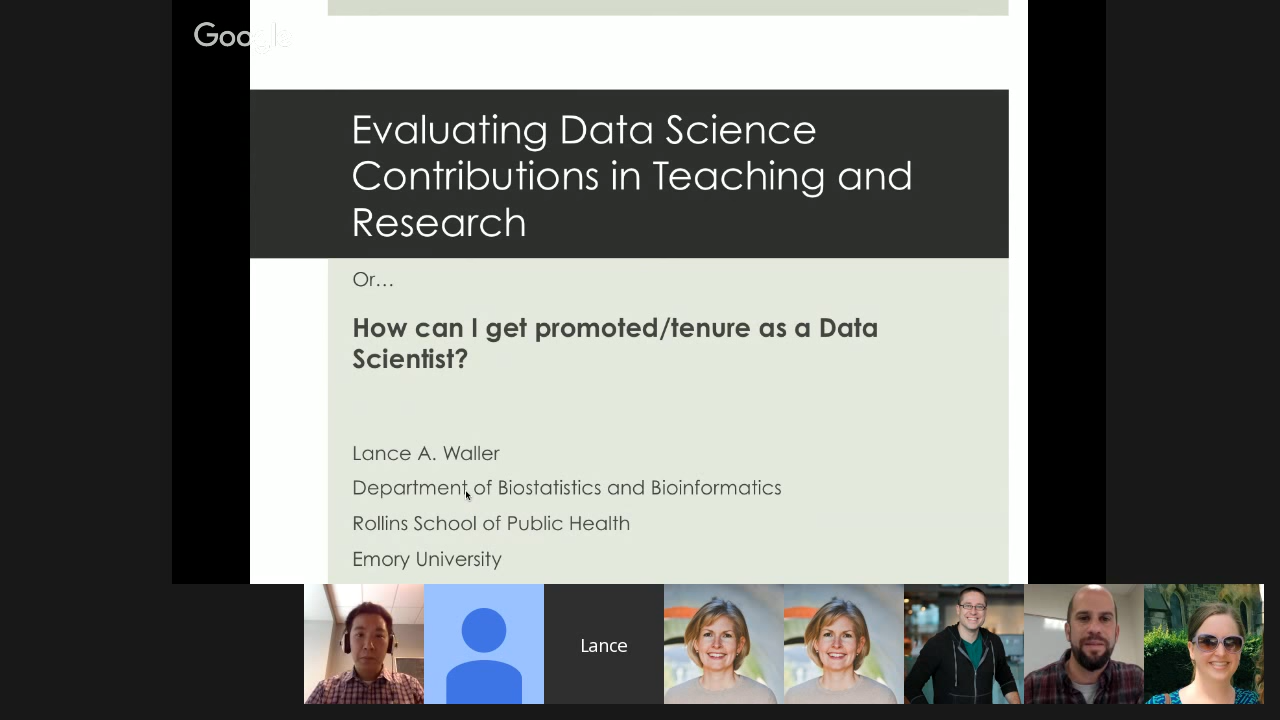 Google
Evaluating Data Science
Contributions in Teaching and
Research
Or…
How can I get promoted/tenure as a Data
Scientist?
Lance A. Waller
Department of Biostatistics and Bioinformatics
Rollins School of Public Health
Emory University
Lance